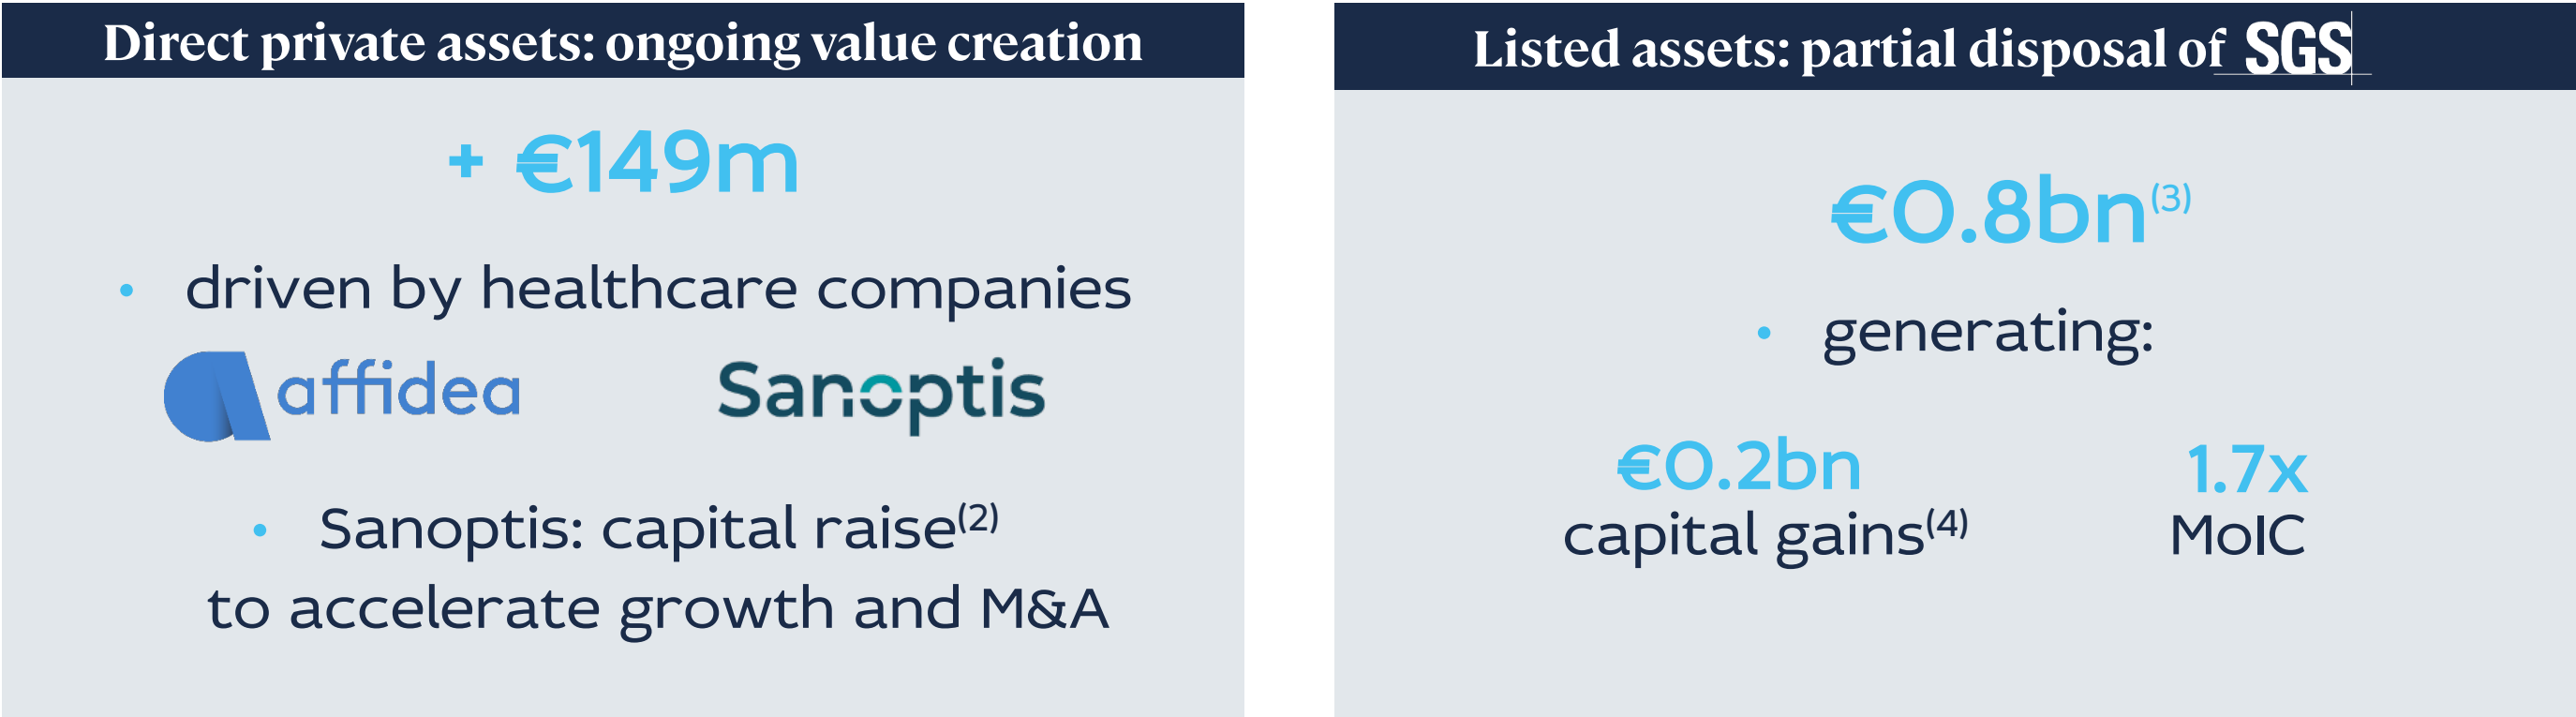 Direct private assets: ongoing value creation
+ €149m
• driven by healthcare companies
affidea
Sanoptis
• Sanoptis: capital raise(2)
to accelerate growth and M&A
Listed assets: partial disposal of SGS
€0.8bn(3)
• generating:
€0.2bn
capital gains(4)
1.7x
MoIC